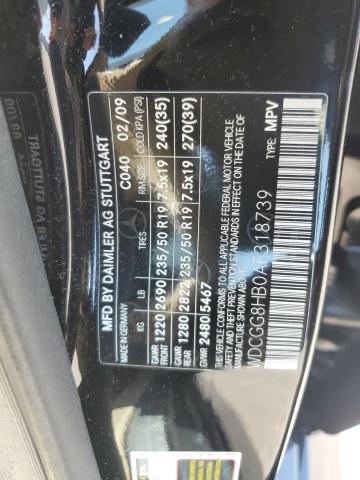 MFD BY DAIMLER AG STUTTGART
MADE IN GERMANY C040 02/09
KG LB TIRES RIM SIZE COLD KPA (PSI)
GAWR FRONT 1220 2690 235/50 R19 7.5x19 240(35)
GAWR REAR 1280 2822 235/50 R19 7.5x19 270(39)
GVWR 2480 5467
THIS VEHICLE CONFORMS TO ALL APPLICABLE FEDERAL MOTOR VEHICLE
SAFETY, BUMPER AND THEFT PREVENTION STANDARDS IN EFFECT ON THE
DATE OF MANUFACTURE SHOWN ABOVE.
WDCGG8HB0AF318739 TYPE: MPV